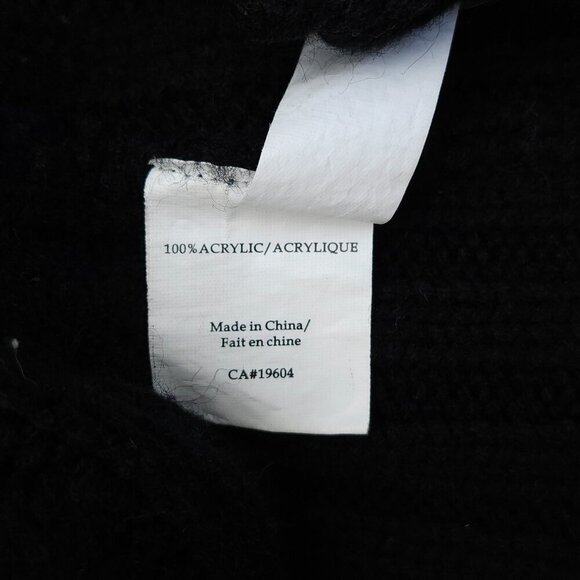 100% ACRYLIC/ACRYLIQUE
Made in China/
Fait en chine
CA#19604